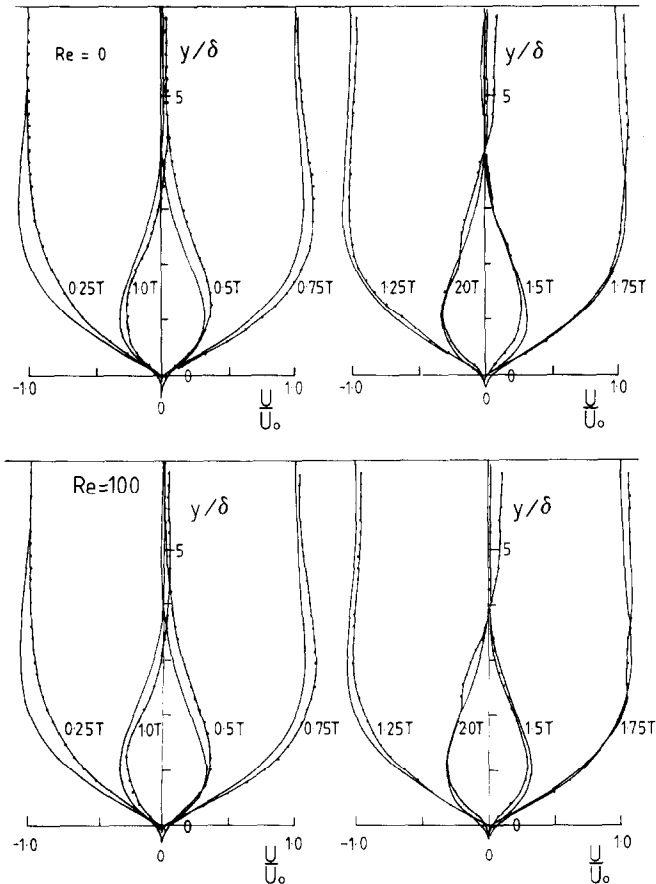 Re = 0
y/δ
y/δ
5
5
0·25T
1·0T
0·5T
0·75T
1·25T
2·0T
1·5T
1·75T
-1·0
0
0
1·0
-1·0
0
0
1·0
U/U₀
U/U₀
Re=100
y/δ
y/δ
5
5
0·25T
1·0T
0·5T
0·75T
1·25T
2·0T
1·5T
1·75T
-1·0
0
0
1·0
-1·0
0
0
1·0
U/U₀
U/U₀